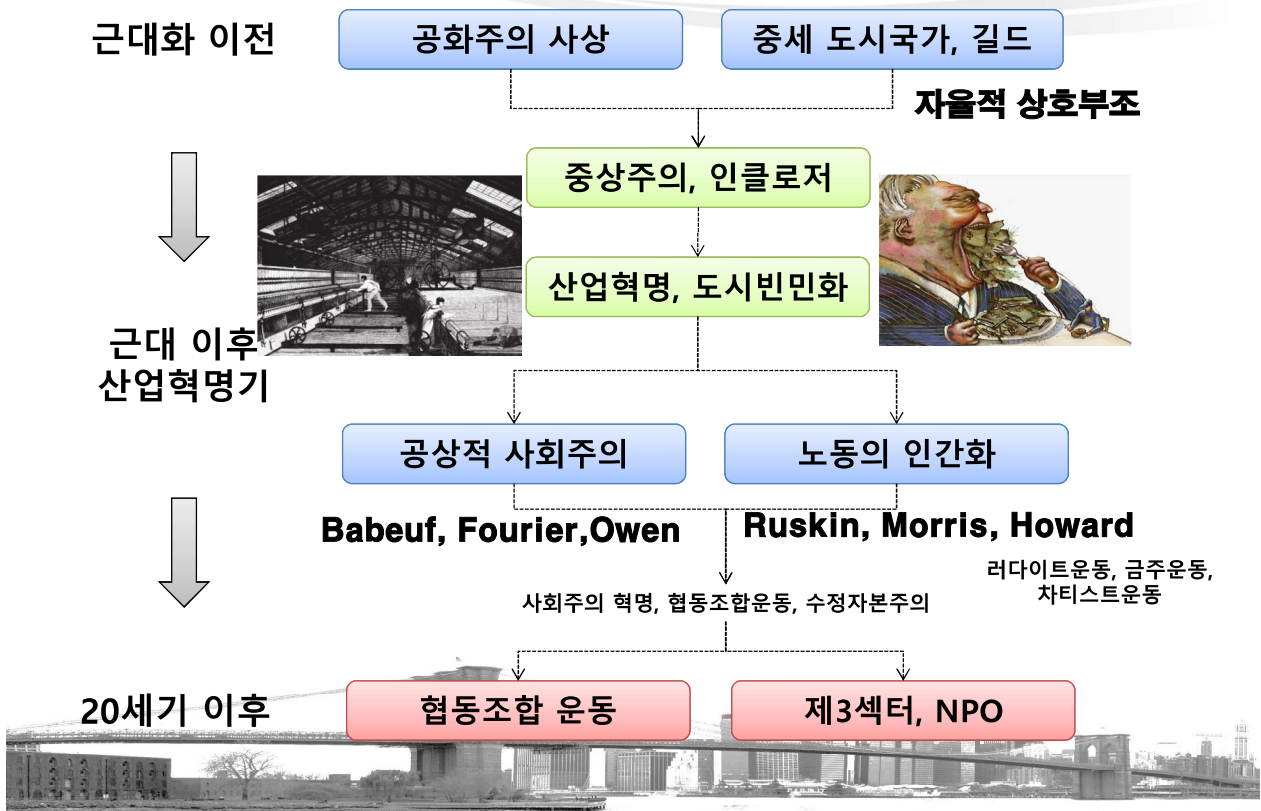 근대화 이전
공화주의 사상
중세 도시국가, 길드
자율적 상호부조
중상주의, 인클로저
산업혁명, 도시빈민화
근대 이후
산업혁명기
공상적 사회주의
노동의 인간화
Babeuf, Fourier,Owen
Ruskin, Morris, Howard
러다이트운동, 금주운동,
차티스트운동
사회주의 혁명, 협동조합운동, 수정자본주의
20세기 이후
협동조합 운동
제3섹터, NPO